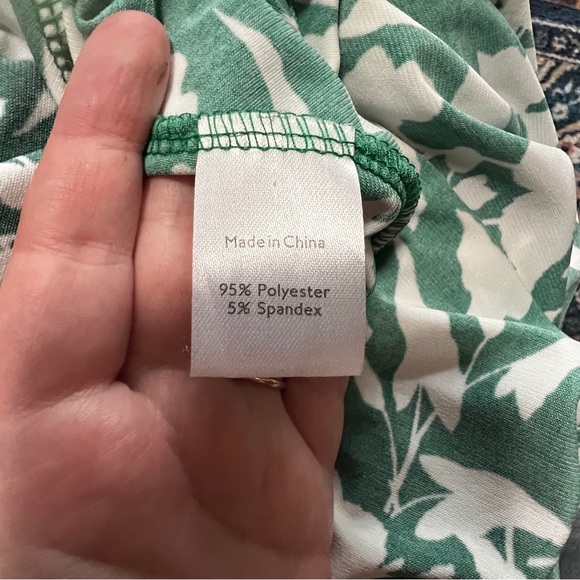 Made in China
95% Polyester
5% Spandex